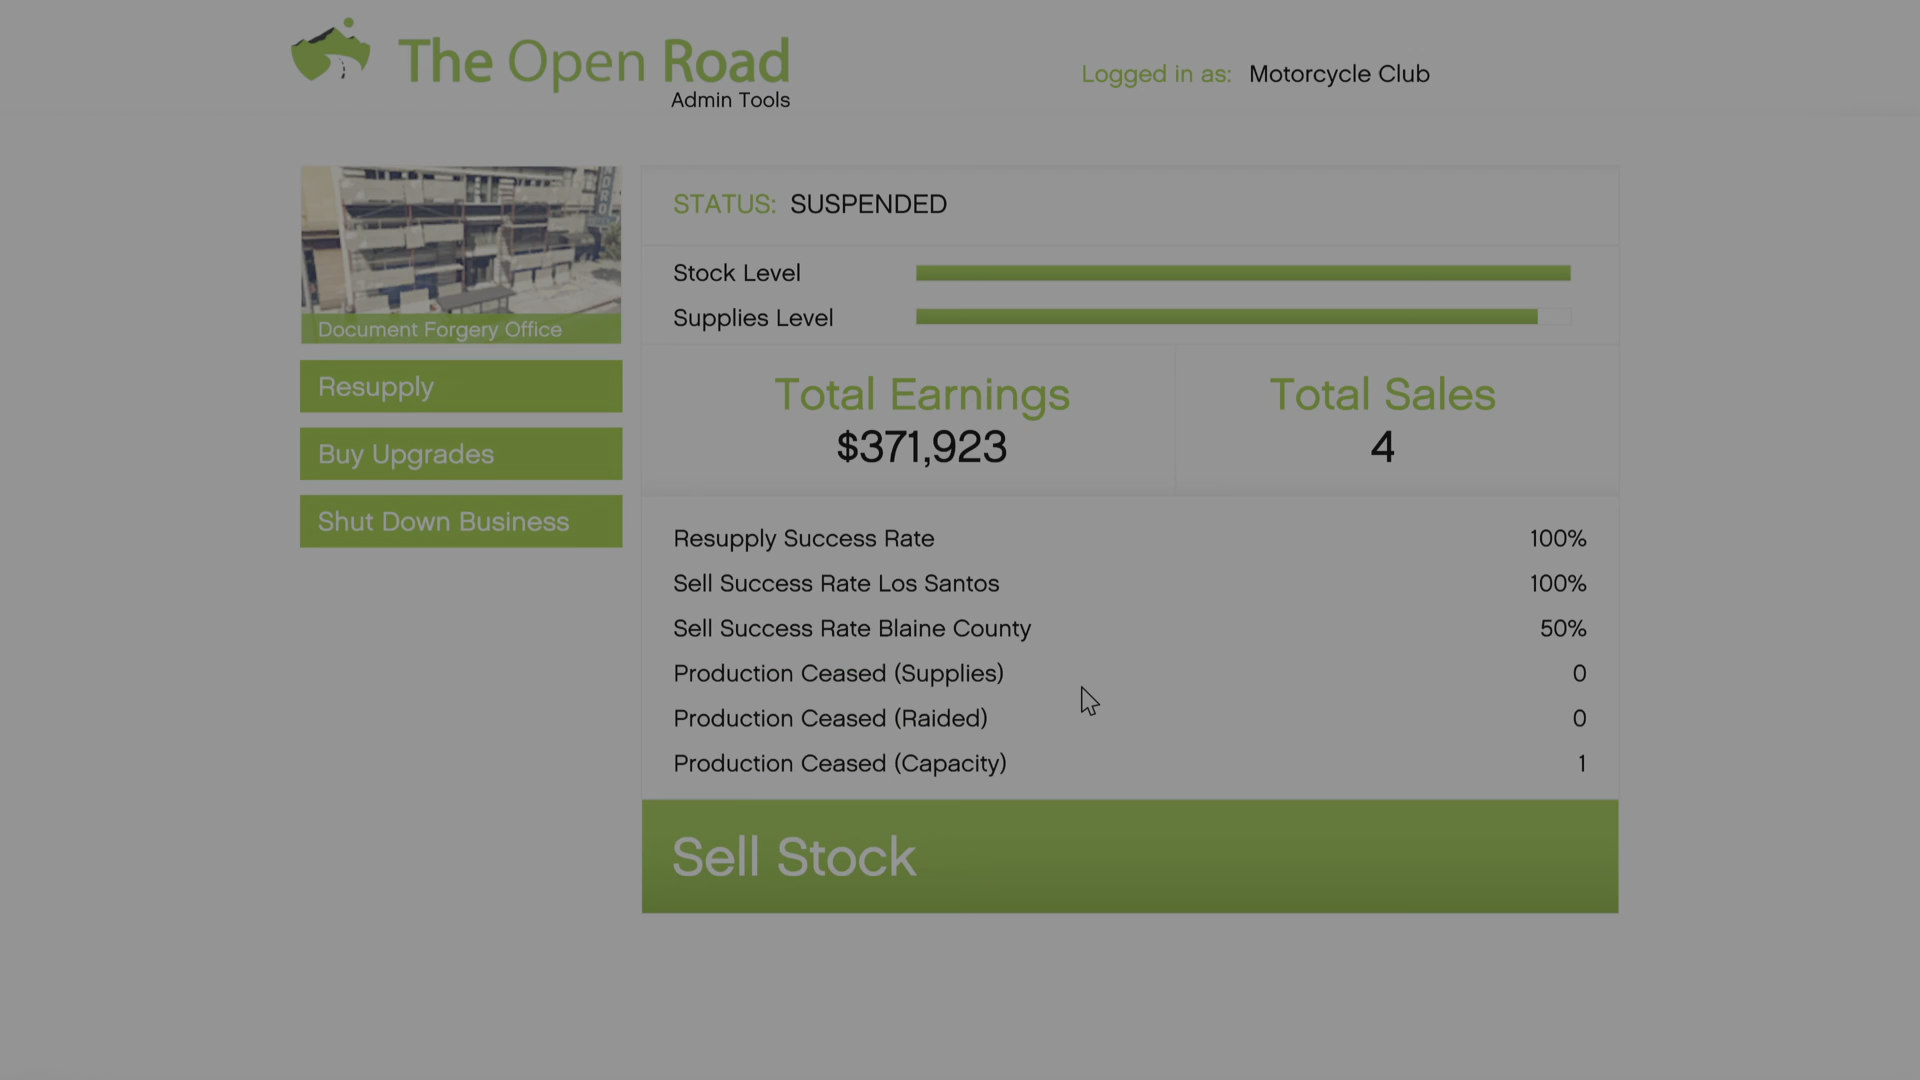 The Open Road
Admin Tools
Logged in as: Motorcycle Club
Document Forgery Office
Resupply
Buy Upgrades
Shut Down Business
STATUS: SUSPENDED
Stock Level
Supplies Level
Total Earnings
$371,923
Total Sales
4
Resupply Success Rate 100%
Sell Success Rate Los Santos 100%
Sell Success Rate Blaine County 50%
Production Ceased (Supplies) 0
Production Ceased (Raided) 0
Production Ceased (Capacity) 1
Sell Stock